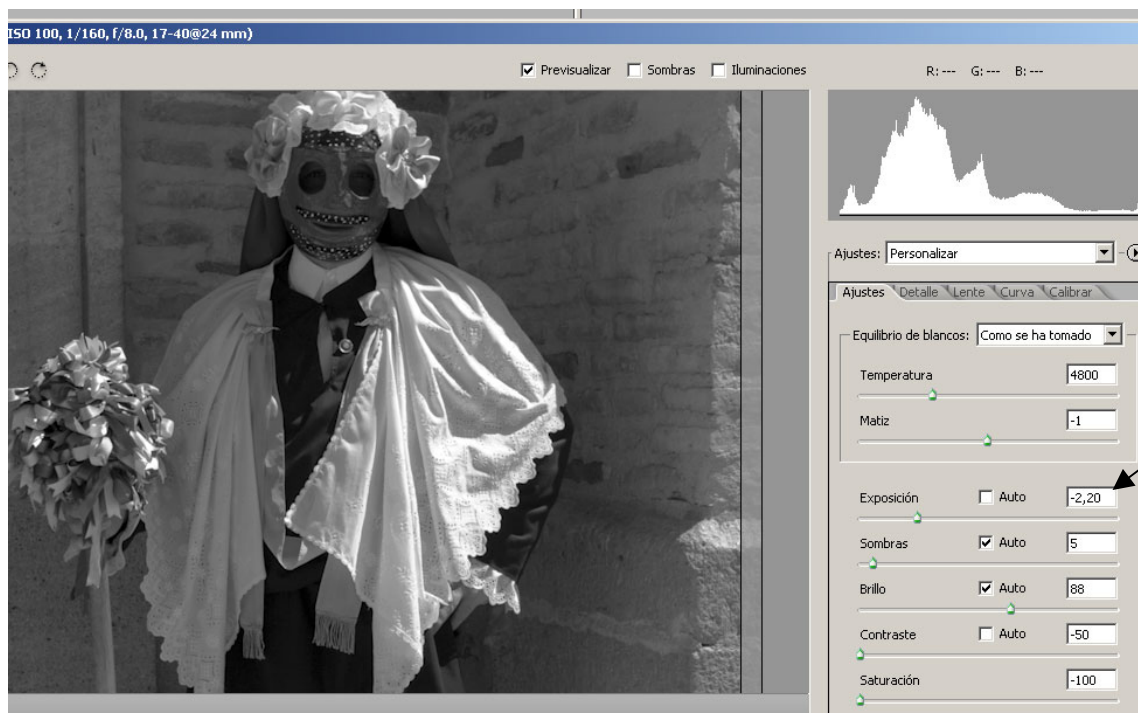 ISO 100, 1/160, f/8.0, 17-40@24 mm)
Previsualizar Sombras Iluminaciones R: --- G: --- B: ---
Ajustes: Personalizar
Ajustes Detalle Lente Curva Calibrar
Equilibrio de blancos: Como se ha tomado
Temperatura 4800
Matiz -1
Exposición Auto -2,20
Sombras Auto 5
Brillo Auto 88
Contraste Auto -50
Saturación -100